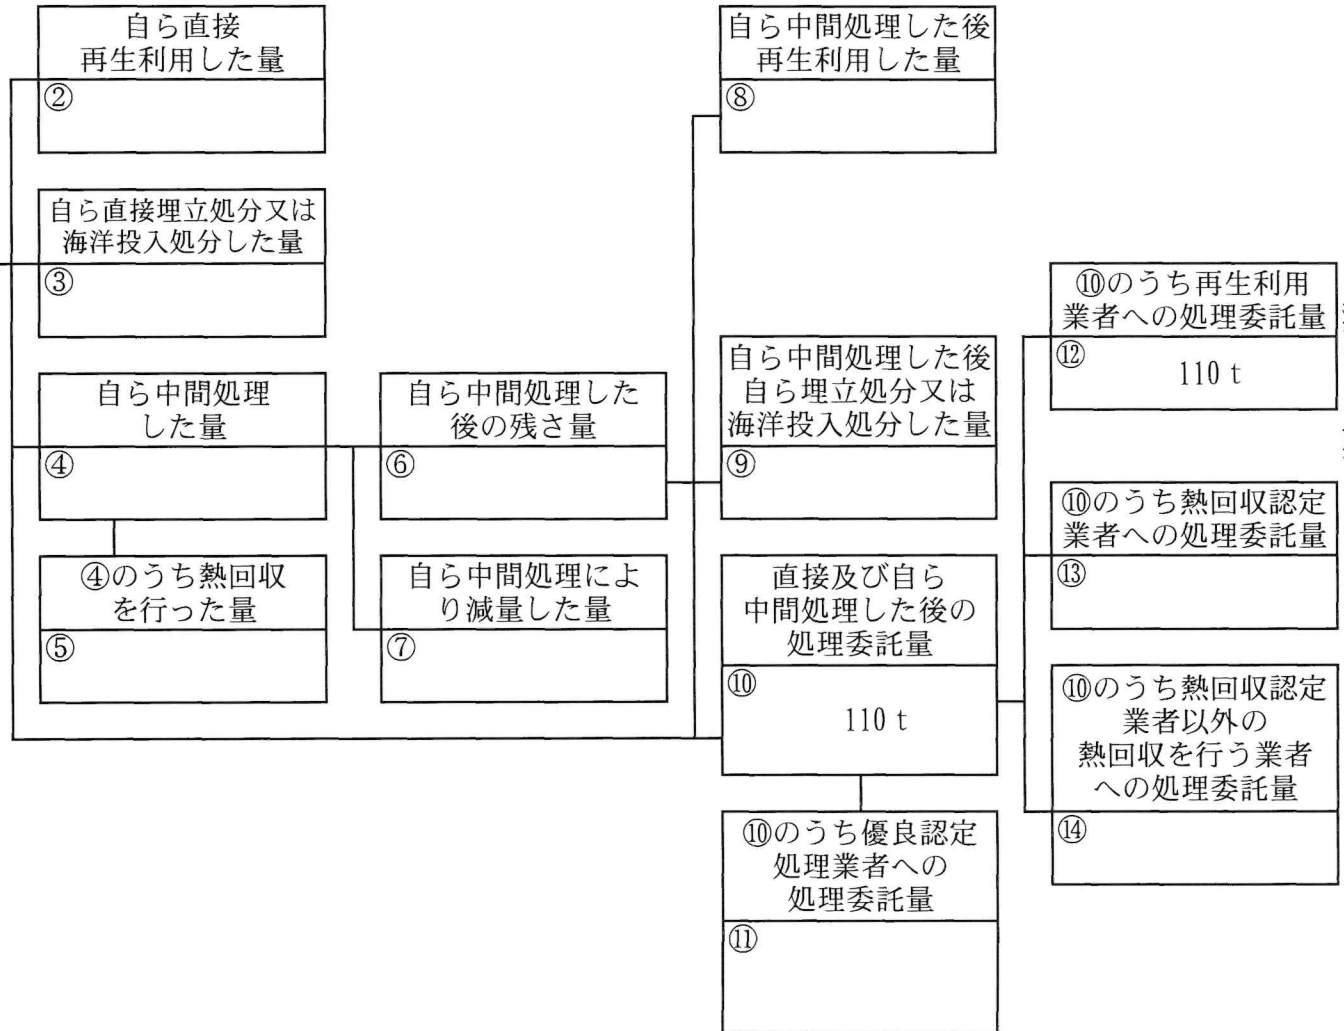 自ら直接
再生利用した量
②
自ら直接埋立処分又は
海洋投入処分した量
③
自ら中間処理
した量
④
④のうち熱回収
を行った量
⑤
自ら中間処理した
後の残さ量
⑥
自ら中間処理によ
り減量した量
⑦
自ら中間処理した後
再生利用した量
⑧
自ら中間処理した後
自ら埋立処分又は
海洋投入処分した量
⑨
直接及び自ら
中間処理した後の
処理委託量
⑩
110 t
⑩のうち優良認定
処理業者への
処理委託量
⑪
⑩のうち再生利用
業者への処理委託量
⑫
110 t
⑩のうち熱回収認定
業者への処理委託量
⑬
⑩のうち熱回収認定
業者以外の
熱回収を行う業者
への処理委託量
⑭